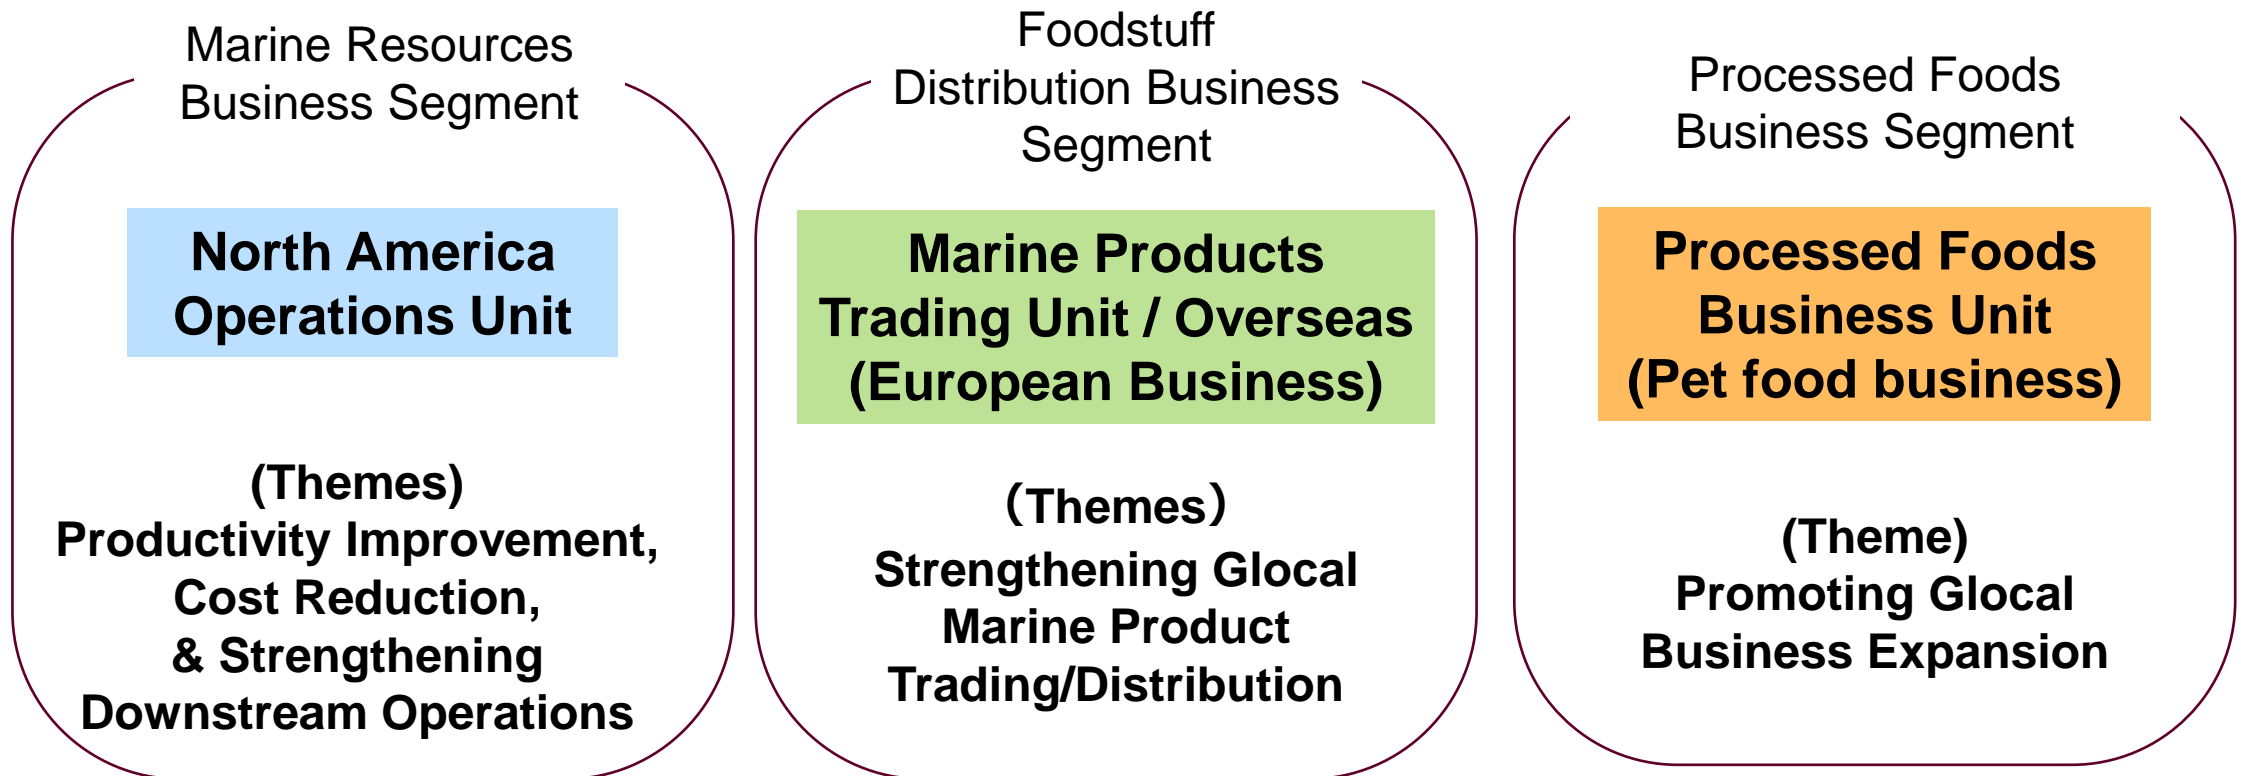 Marine Resources
Business Segment
North America
Operations Unit
(Themes)
Productivity Improvement,
Cost Reduction,
& Strengthening
Downstream Operations
Foodstuff
Distribution Business
Segment
Marine Products
Trading Unit / Overseas
(European Business)
（Themes）
Strengthening Glocal
Marine Product
Trading/Distribution
Processed Foods
Business Segment
Processed Foods
Business Unit
(Pet food business)
(Theme)
Promoting Glocal
Business Expansion